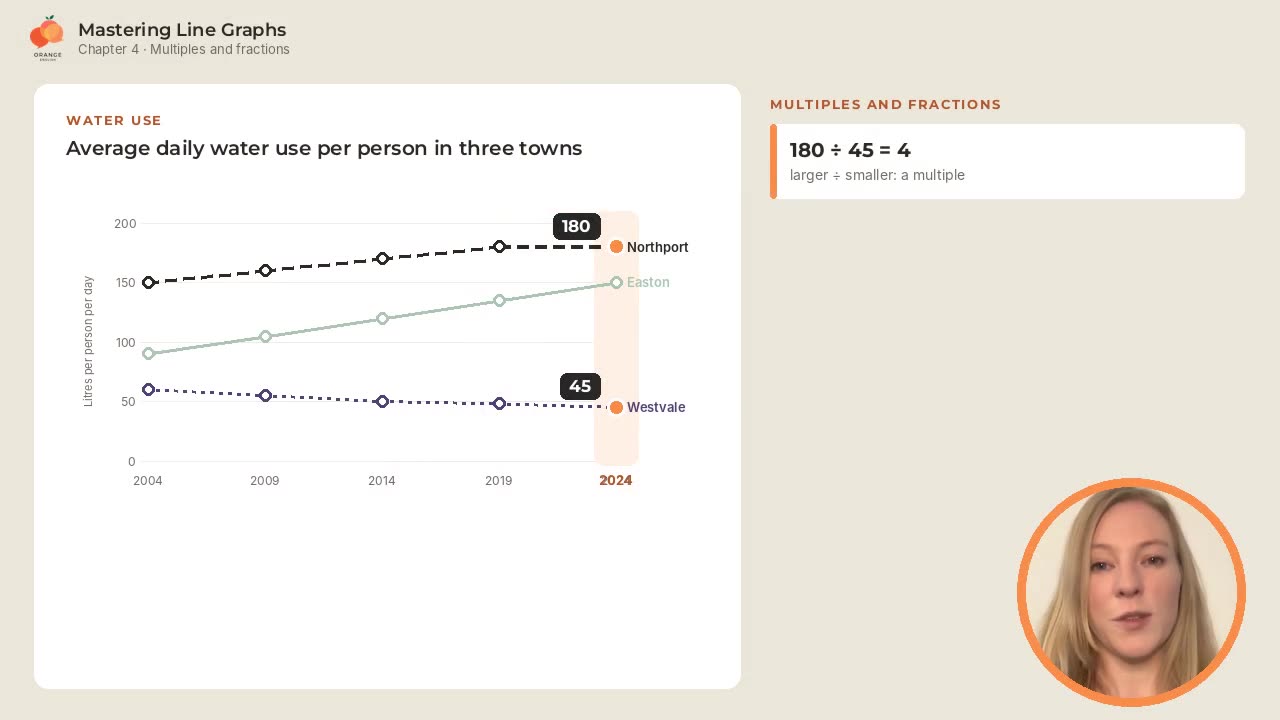 Mastering Line Graphs
Chapter 4 · Multiples and fractions
ORANGE
WATER USE
Average daily water use per person in three towns
MULTIPLES AND FRACTIONS
180 ÷ 45 = 4
larger ÷ smaller: a multiple
Litres per person per day
200
150
100
50
0
180
Northport
Easton
45
Westvale
2004
2009
2014
2019
2024